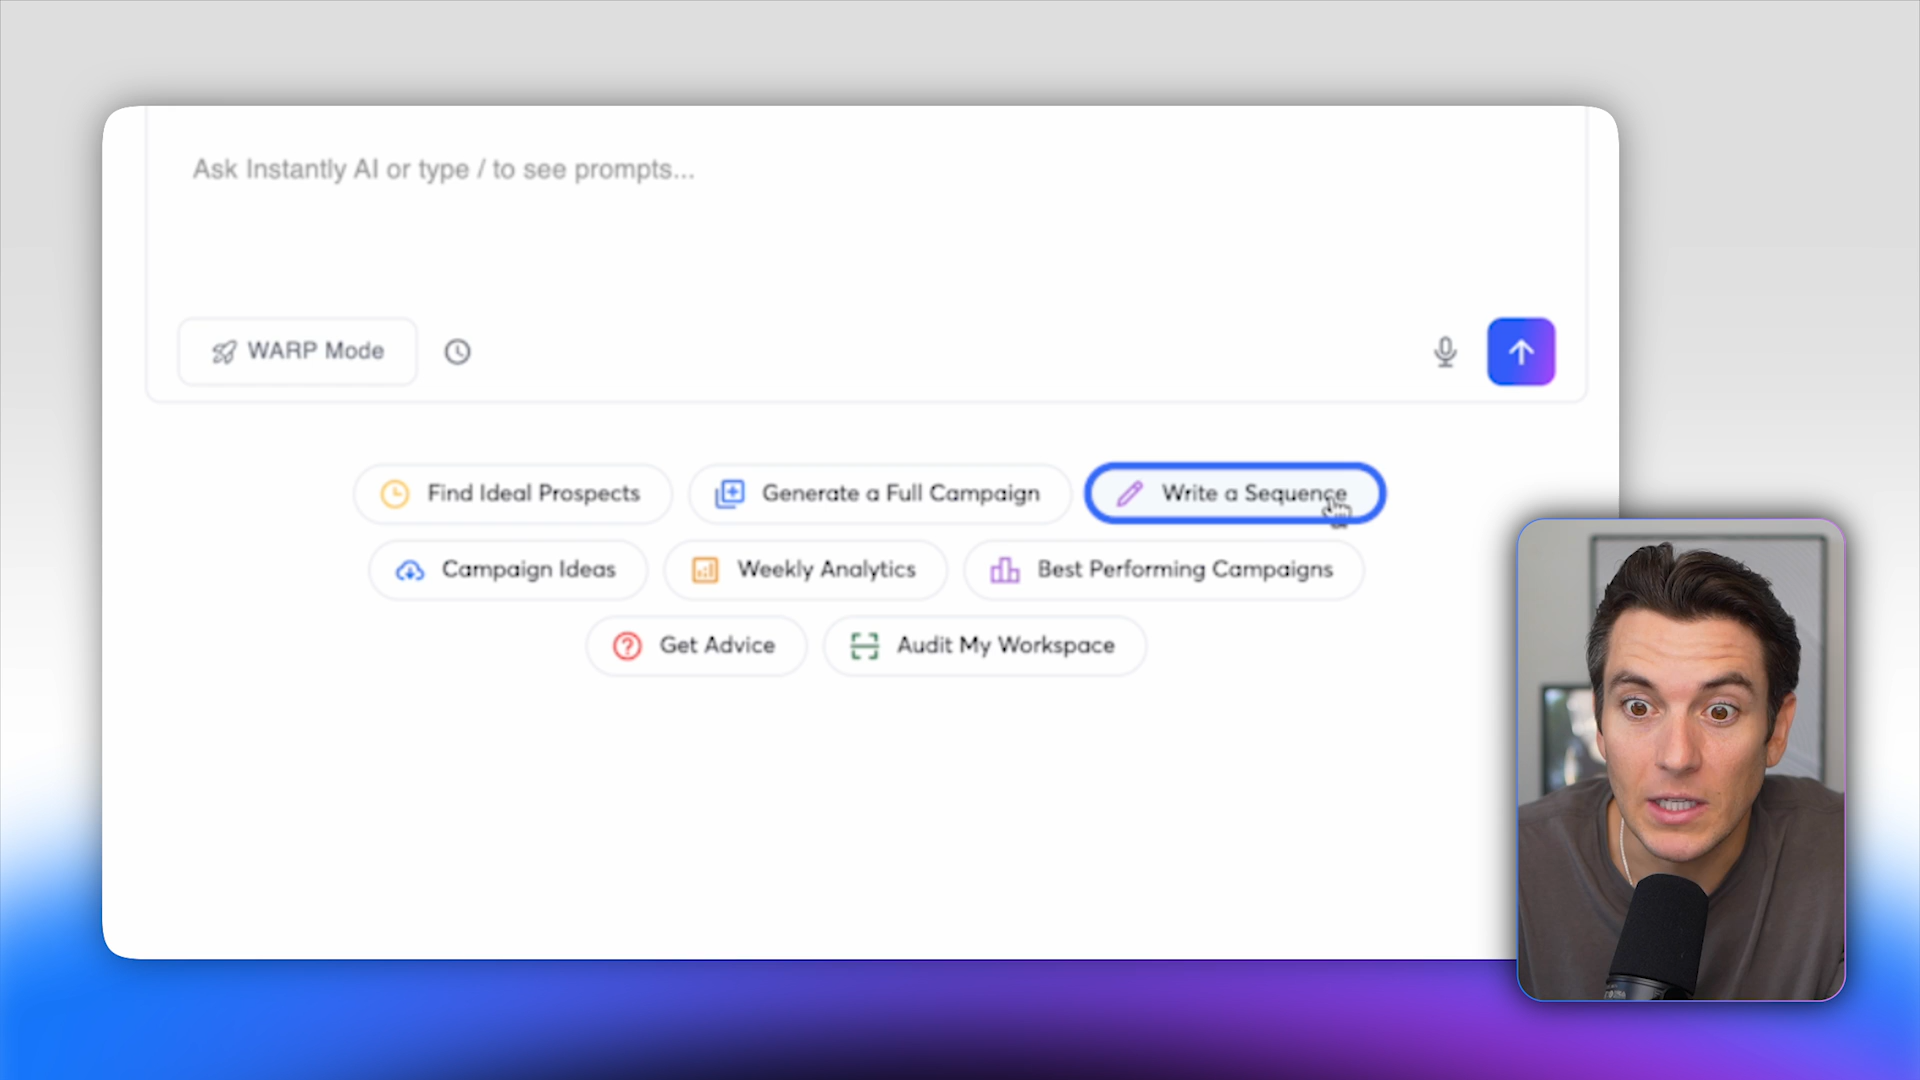 Ask Instantly AI or type / to see prompts...
WARP Mode
Find Ideal Prospects
Generate a Full Campaign
Write a Sequence
Campaign Ideas
Weekly Analytics
Best Performing Campaigns
Get Advice
Audit My Workspace